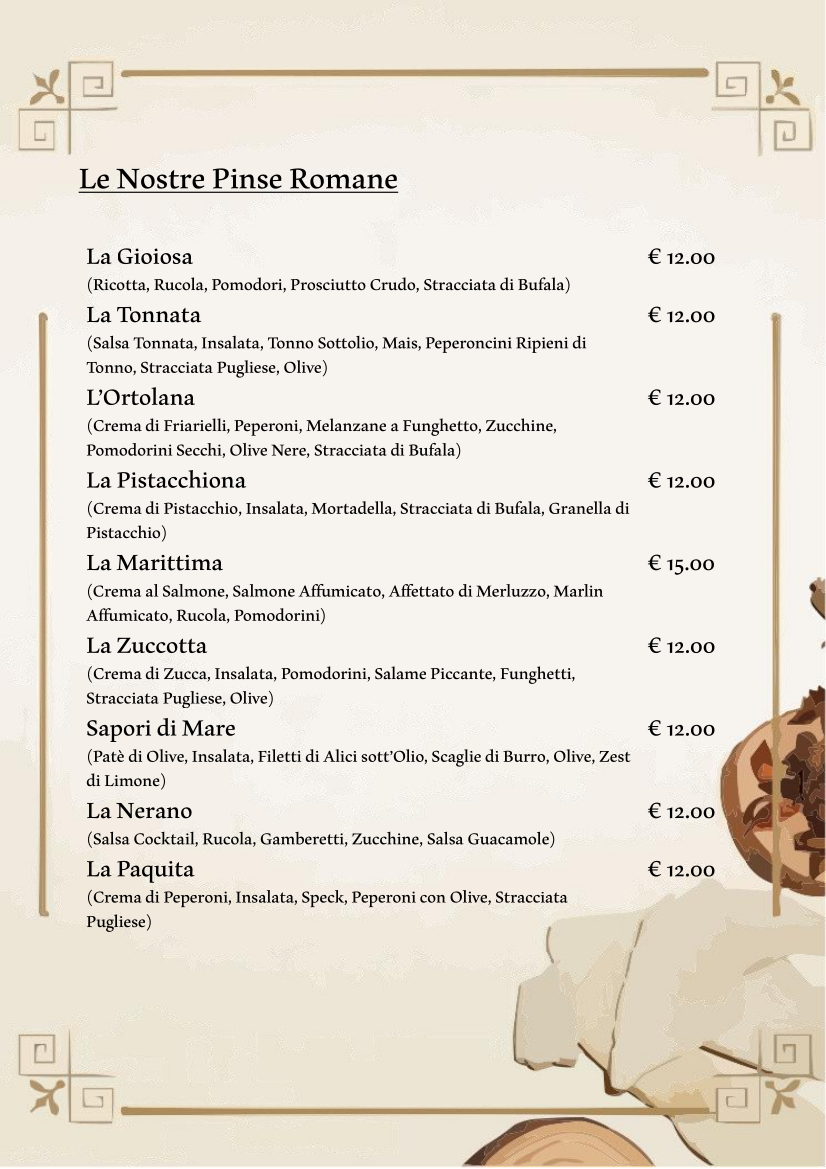 Le Nostre Pinse Romane
La Gioiosa € 12.00
(Ricotta, Rucola, Pomodori, Prosciutto Crudo, Stracciata di Bufala)
La Tonnata € 12.00
(Salsa Tonnata, Insalata, Tonno Sottolio, Mais, Peperoncini Ripieni di
Tonno, Stracciata Pugliese, Olive)
L’Ortolana € 12.00
(Crema di Friarielli, Peperoni, Melanzane a Funghetto, Zucchine,
Pomodorini Secchi, Olive Nere, Stracciata di Bufala)
La Pistacchiona € 12.00
(Crema di Pistacchio, Insalata, Mortadella, Stracciata di Bufala, Granella di
Pistacchio)
La Marittima € 15.00
(Crema al Salmone, Salmone Affumicato, Affettato di Merluzzo, Marlin
Affumicato, Rucola, Pomodorini)
La Zuccotta € 12.00
(Crema di Zucca, Insalata, Pomodorini, Salame Piccante, Funghetti,
Stracciata Pugliese, Olive)
Sapori di Mare € 12.00
(Patè di Olive, Insalata, Filetti di Alici sott’Olio, Scaglie di Burro, Olive, Zest
di Limone)
La Nerano € 12.00
(Salsa Cocktail, Rucola, Gamberetti, Zucchine, Salsa Guacamole)
La Paquita € 12.00
(Crema di Peperoni, Insalata, Speck, Peperoni con Olive, Stracciata
Pugliese)